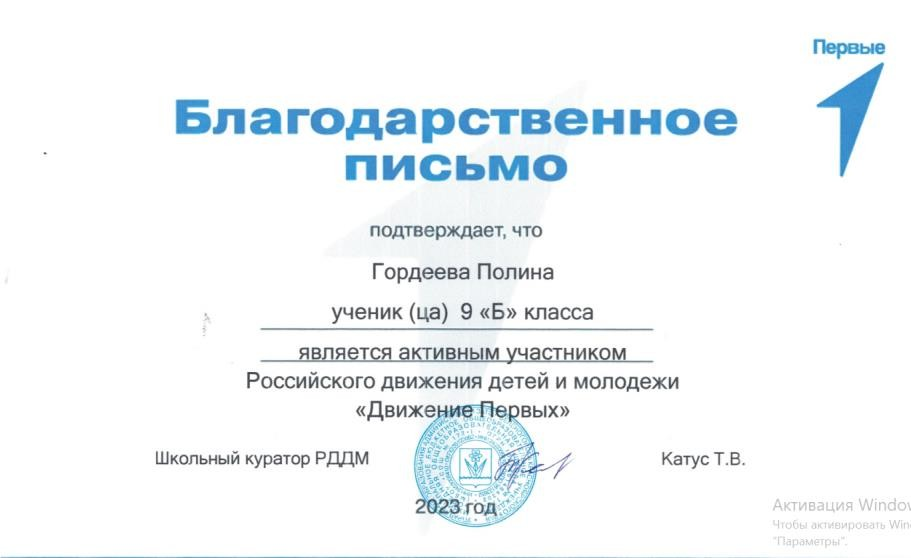 Первые
Благодарственное
письмо
подтверждает, что
Гордеева Полина
ученик (ца) 9 «Б» класса
является активным участником
Российского движения детей и молодежи
«Движение Первых»
Школьный куратор РДДМ
Катус Т.В.
2023 год
Активация Window
Чтобы активировать Win
"Параметры".